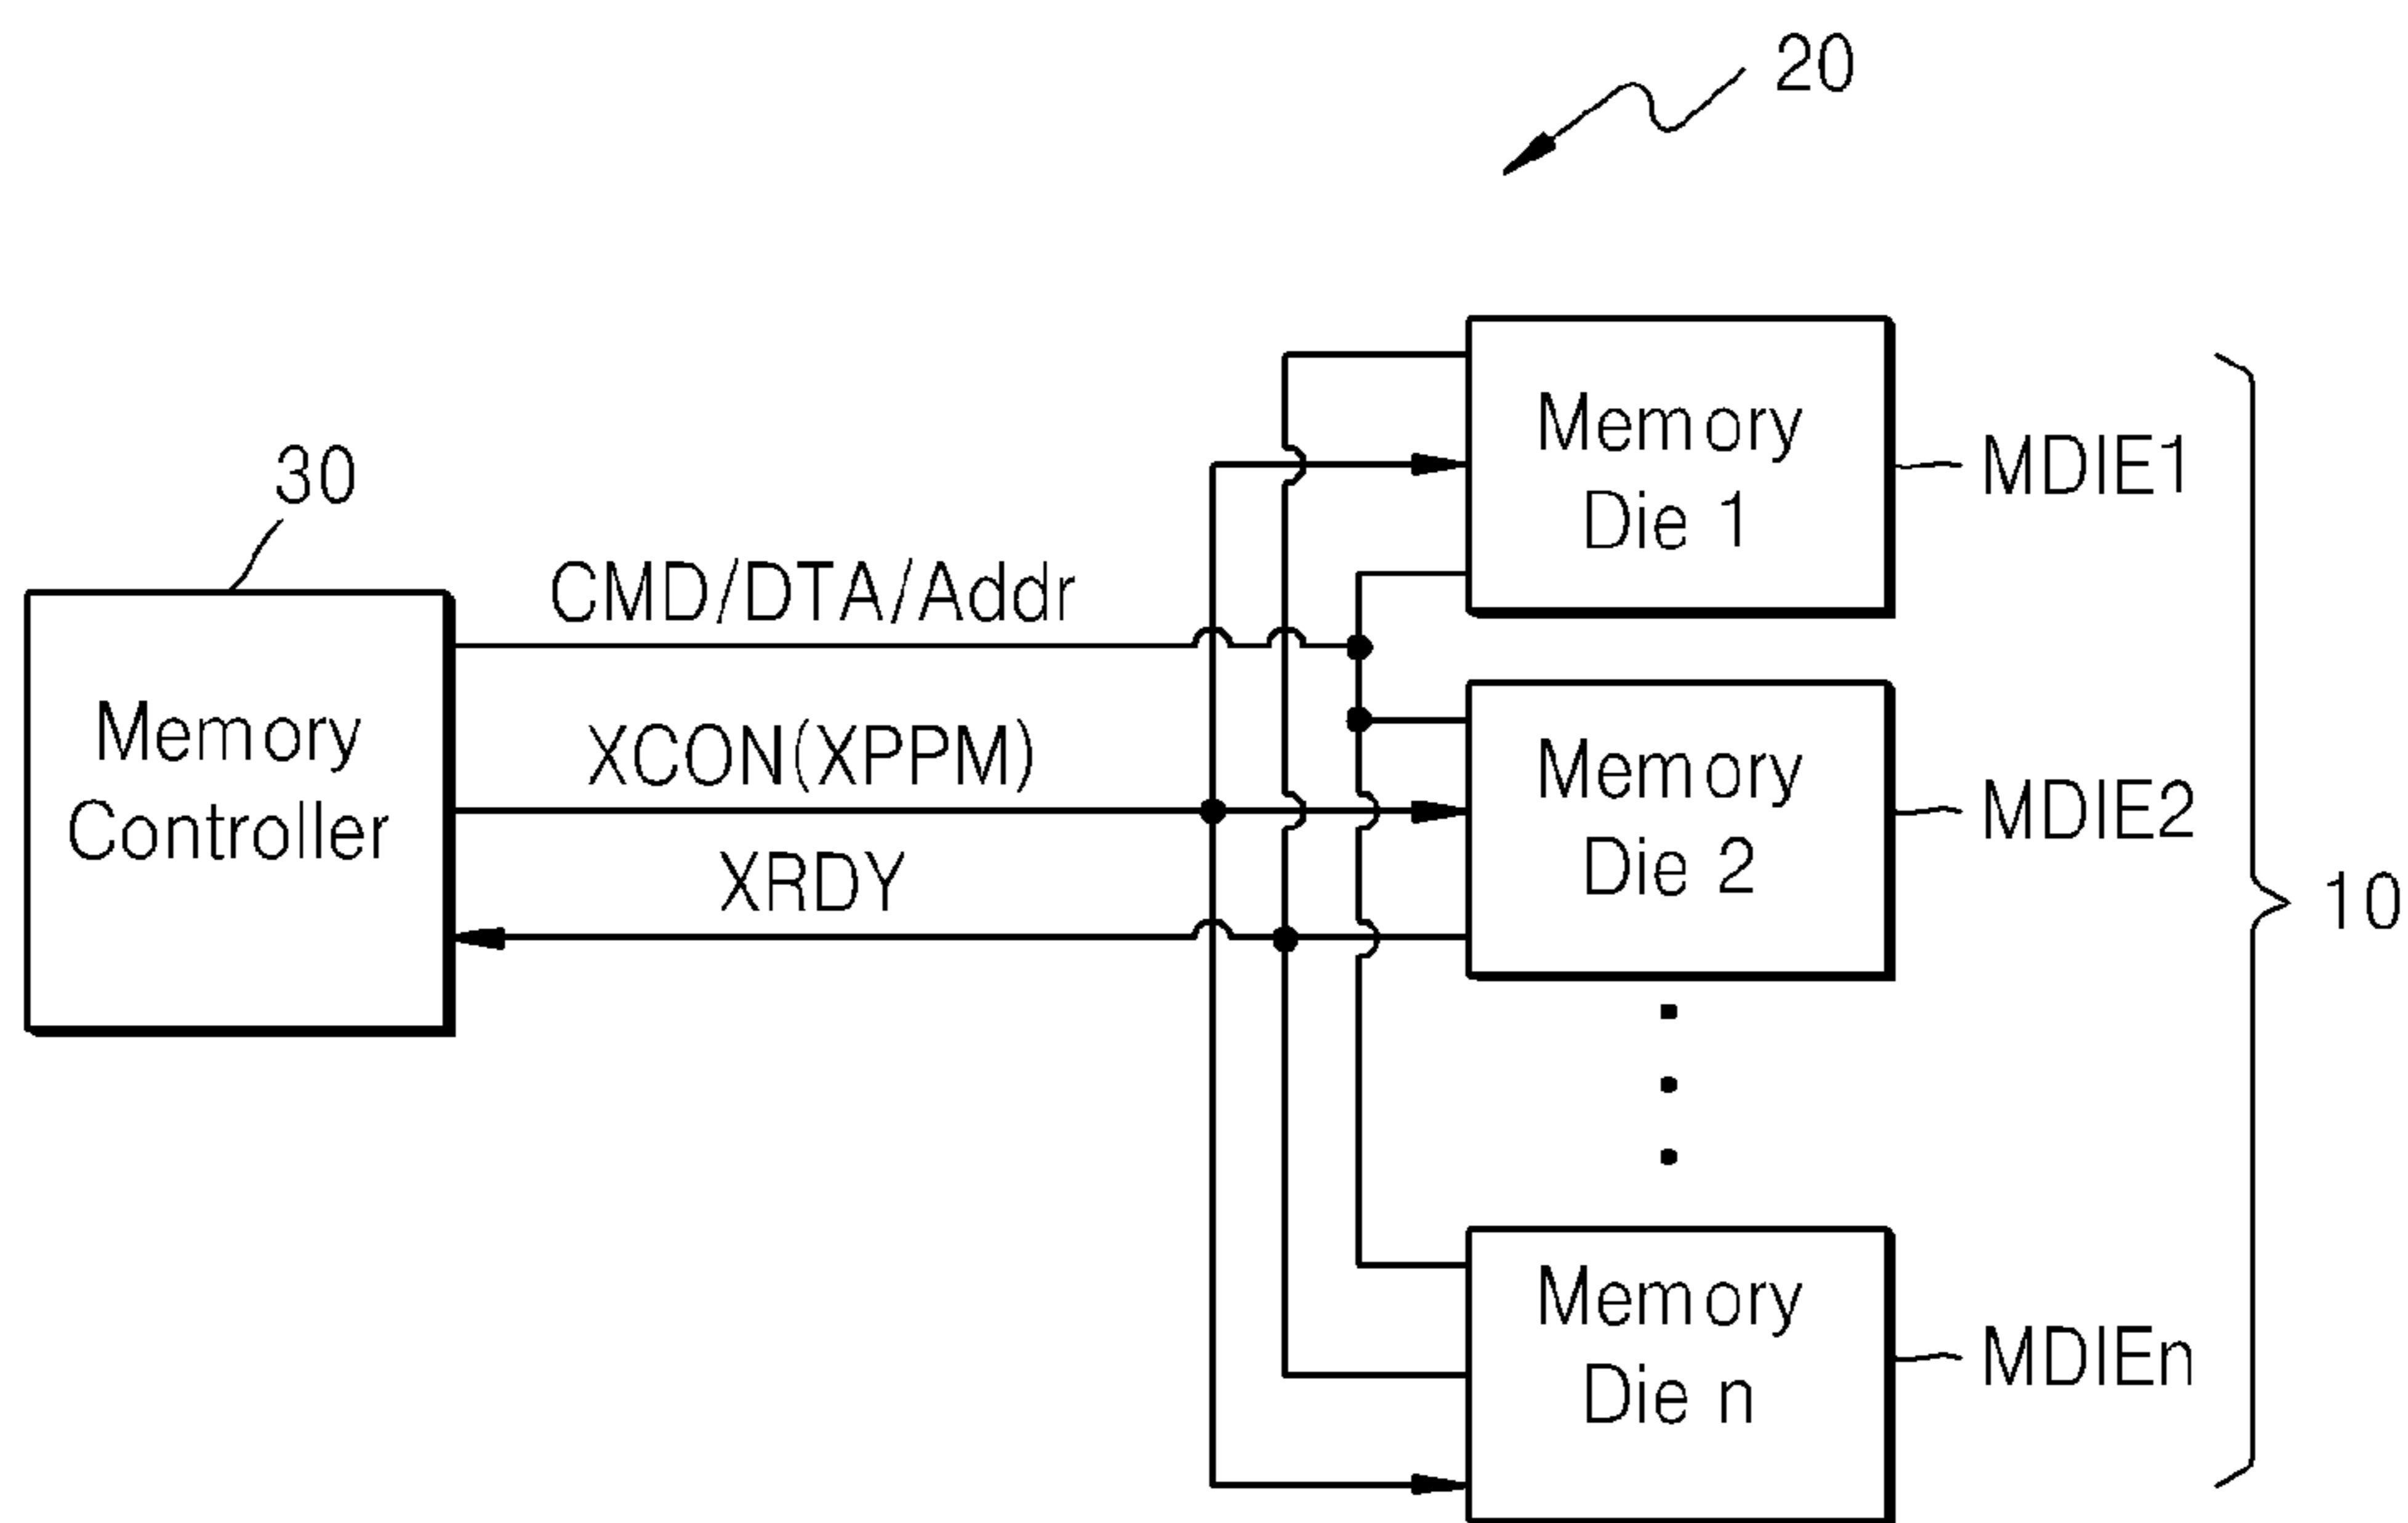 20
30
Memory
Controller
CMD/DTA/Addr
XCON(XPPM)
XRDY
Memory
Die 1
MDIE1
Memory
Die 2
MDIE2
10
Memory
Die n
MDIEn